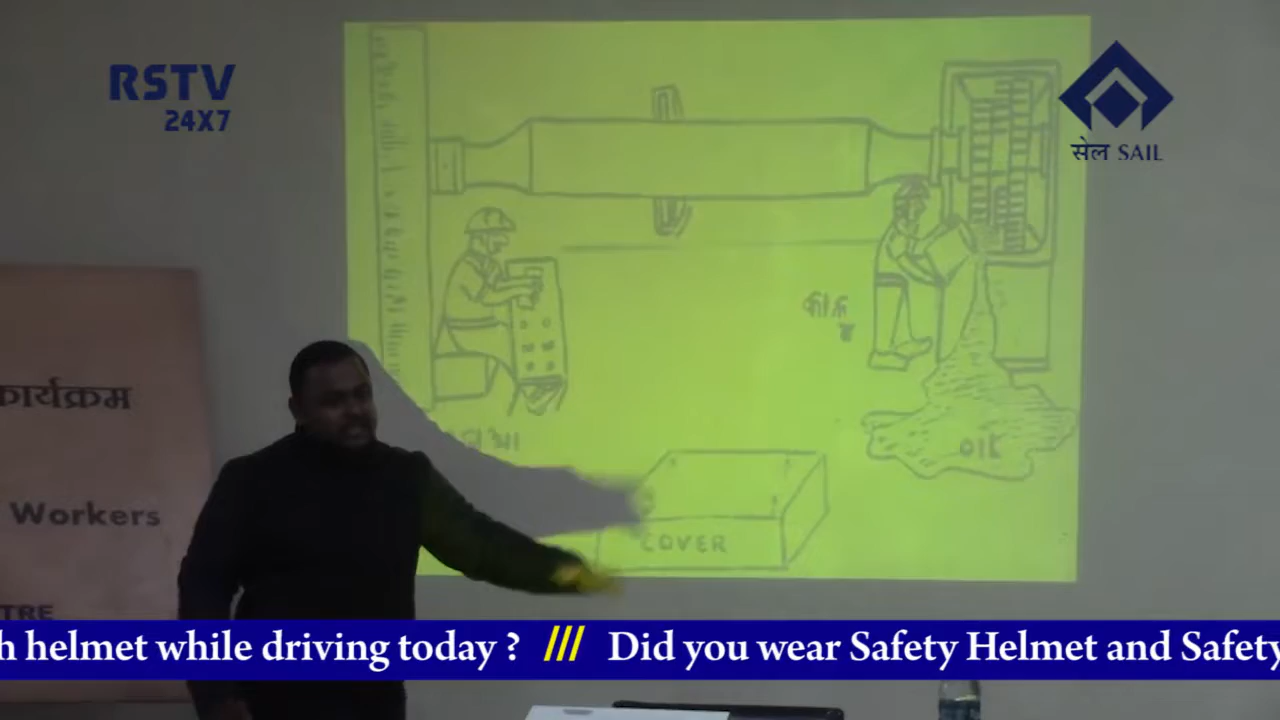 RSTV
24X7
सेल SAIL
कार्यक्रम
Workers
TRE
OIL
COVER
h helmet while driving today ? /// Did you wear Safety Helmet and Safety